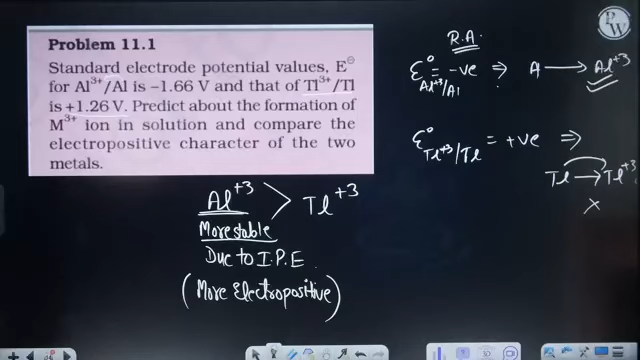 Problem 11.1
Standard electrode potential values, E⊖
for Al3+/Al is –1.66 V and that of Tl3+/Tl
is +1.26 V. Predict about the formation of
M3+ ion in solution and compare the
electropositive character of the two
metals.
R.A.
E° Al+3/Al = -ve ⇒ A ⟶ Al+3
E° Tl+3/Tl = +ve ⇒
Tl ⟶ Tl+3
×
Al+3 > Tl+3
More stable
Due to I.P.E
(More Electropositive)
PW